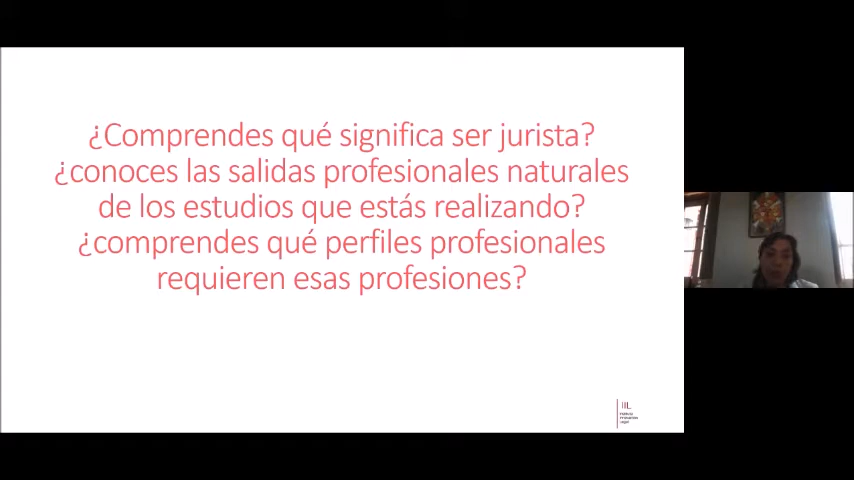 ¿Comprendes qué significa ser jurista?
¿conoces las salidas profesionales naturales
de los estudios que estás realizando?
¿comprendes qué perfiles profesionales
requieren esas profesiones?